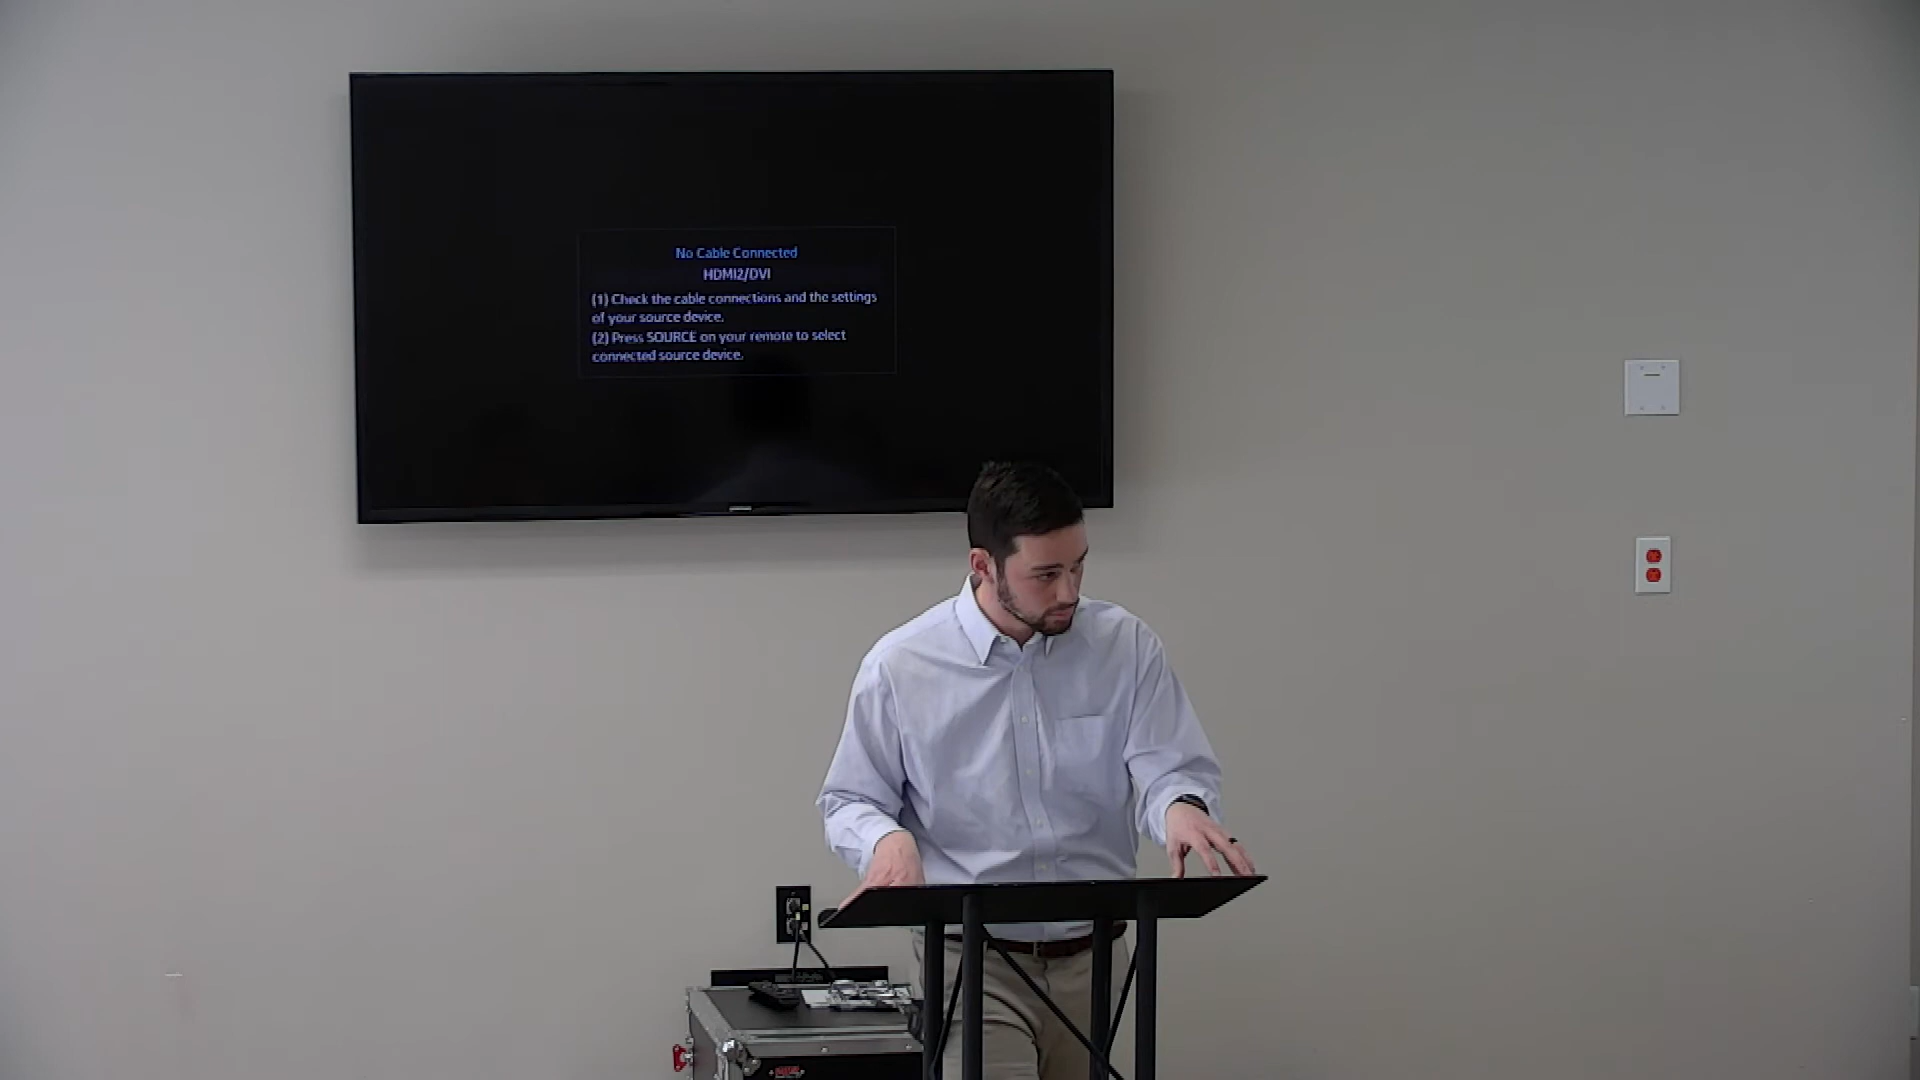 No Cable Connected
HDMI2/DVI
(1) Check the cable connections and the settings
of your source device.
(2) Press SOURCE on your remote to select
connected source device.